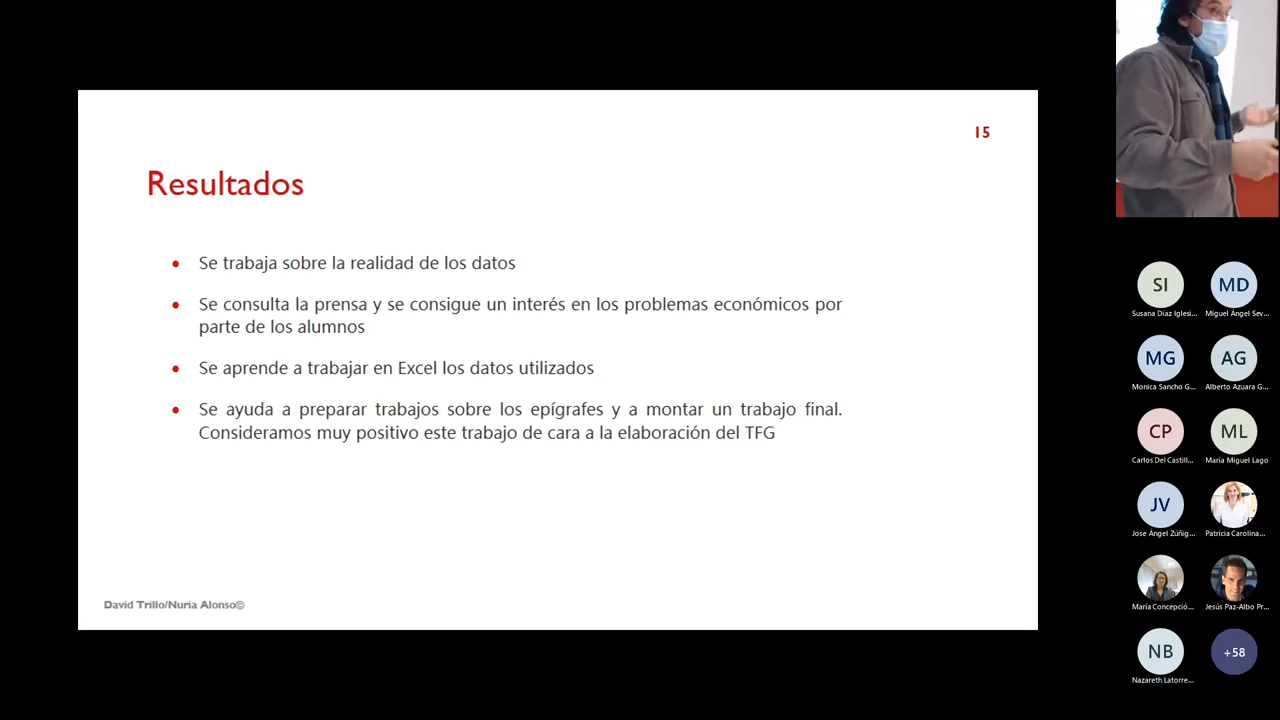 15
Resultados
Se trabaja sobre la realidad de los datos
Se consulta la prensa y se consigue un interés en los problemas económicos por
parte de los alumnos
Se aprende a trabajar en Excel los datos utilizados
Se ayuda a preparar trabajos sobre los epígrafes y a montar un trabajo final.
Consideramos muy positivo este trabajo de cara a la elaboración del TFG
David Trillo/Nuria Alonso©
SI
MD
Susana Díaz Iglesi...
Miguel Ángel Sev...
MG
AG
Monica Sancho G...
Alberto Azuara G...
CP
ML
Carlos Del Castill...
María Miguel Lago
JV
Jose Ángel Zúñig...
Patricia Carolina...
María Concepció...
Jesús Paz-Albo Pr...
NB
+58
Nazareth Latorre...